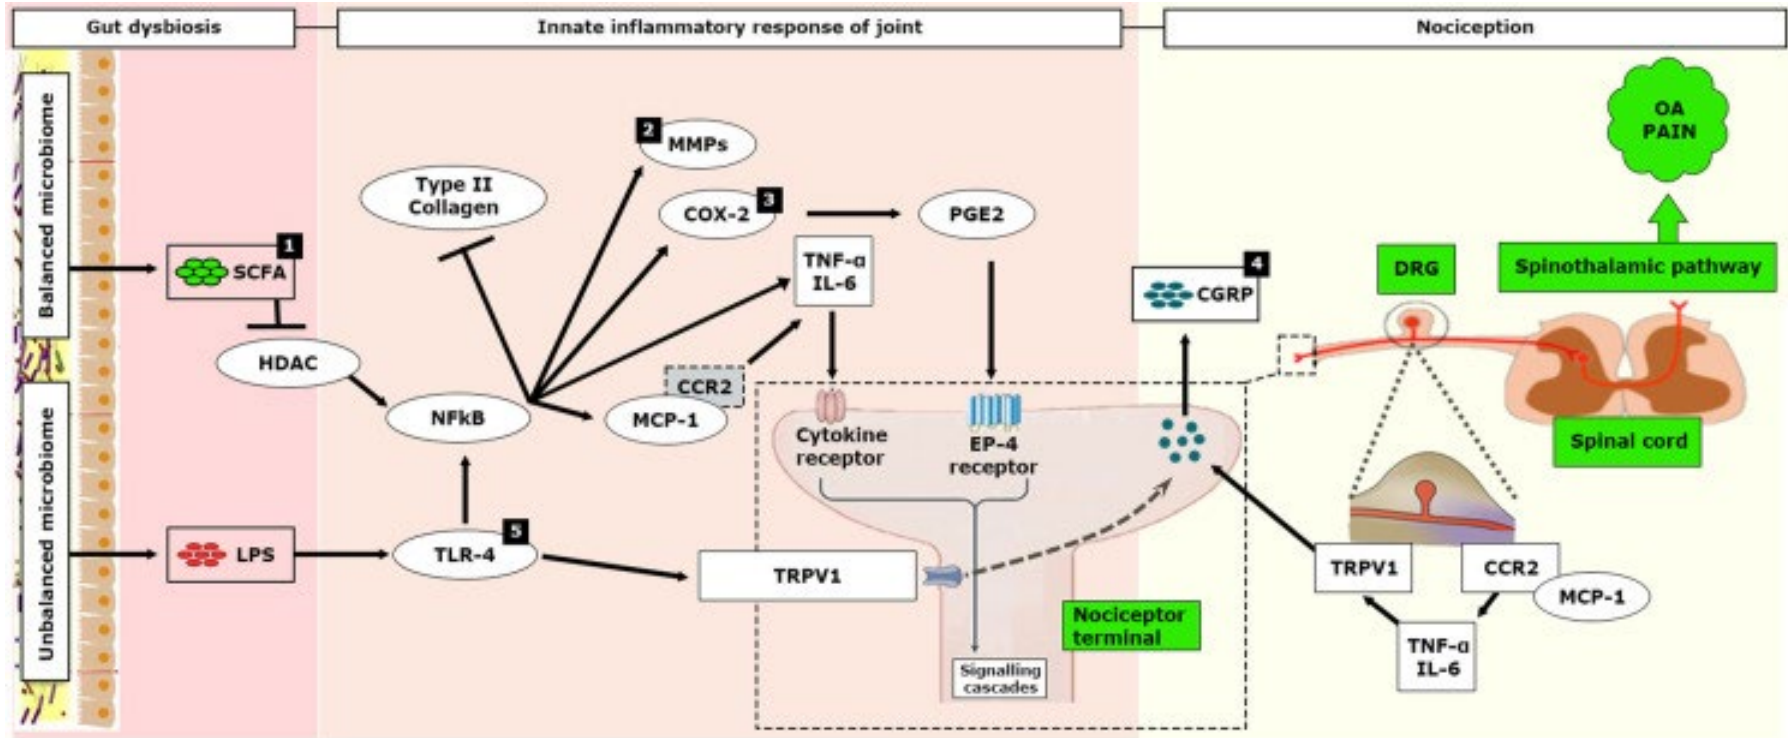 Gut dysbiosis
Innate inflammatory response of joint
Nociception
Balanced microbiome
Unbalanced microbiome
1
SCFA
HDAC
LPS
Type II
Collagen
2
MMPs
COX-2
3
PGE2
TNF-α
IL-6
CCR2
MCP-1
NFkB
TLR-4
5
TRPV1
Cytokine
receptor
EP-4
receptor
Signalling
cascades
Nociceptor
terminal
4
CGRP
OA
PAIN
DRG
Spinothalamic pathway
Spinal cord
TRPV1
CCR2
MCP-1
TNF-α
IL-6